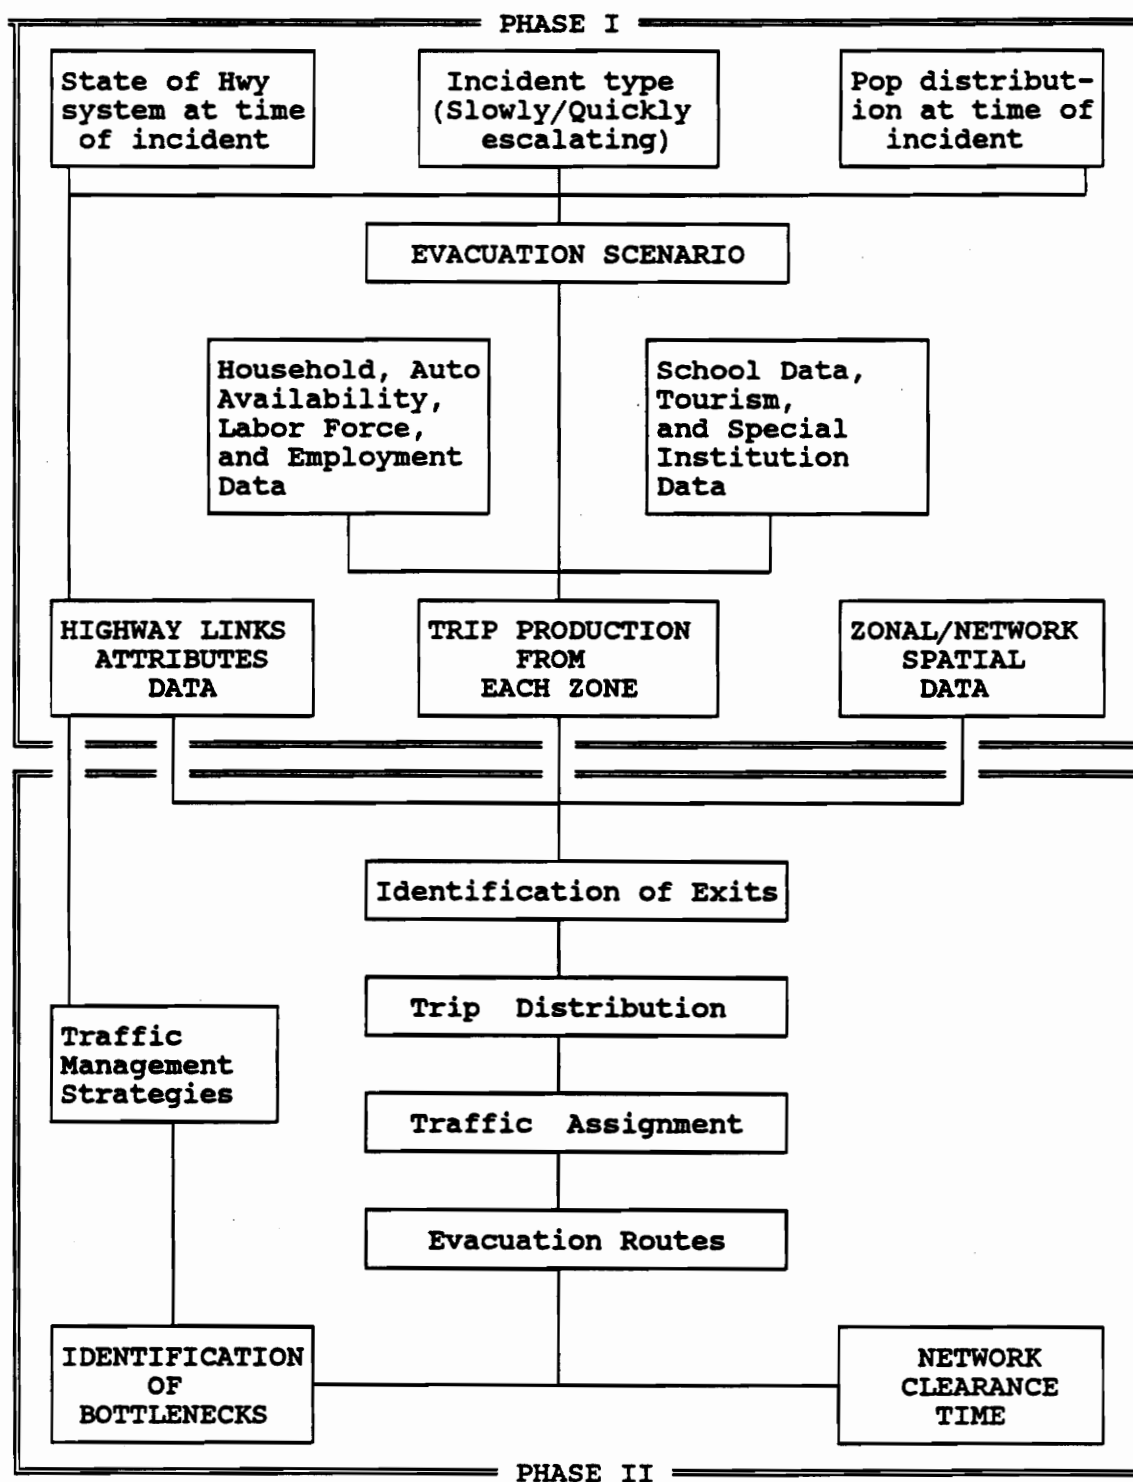 PHASE I
State of Hwy
system at time
of incident
Incident type
(Slowly/Quickly
escalating)
Pop distribut-
ion at time of
incident
EVACUATION SCENARIO
Household, Auto
Availability,
Labor Force,
and Employment
Data
School Data,
Tourism,
and Special
Institution
Data
HIGHWAY LINKS
ATTRIBUTES
DATA
TRIP PRODUCTION
FROM
EACH ZONE
ZONAL/NETWORK
SPATIAL
DATA
Identification of Exits
Trip Distribution
Traffic
Management
Strategies
Traffic Assignment
Evacuation Routes
IDENTIFICATION
OF
BOTTLENECKS
NETWORK
CLEARANCE
TIME
PHASE II